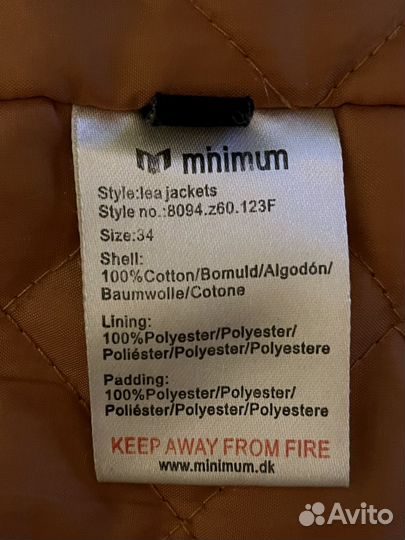 mhimum
Style:lea jackets
Style no.:8094.z60.123F
Size:34
Shell:
100%Cotton/Bomuld/Algodón/
Baumwolle/Cotone
Lining:
100%Polyester/Polyester/
Poliéster/Polyester/Polyestere
Padding:
100%Polyester/Polyester/
Poliéster/Polyester/Polyestere
KEEP AWAY FROM FIRE
www.minimum.dk
Avito